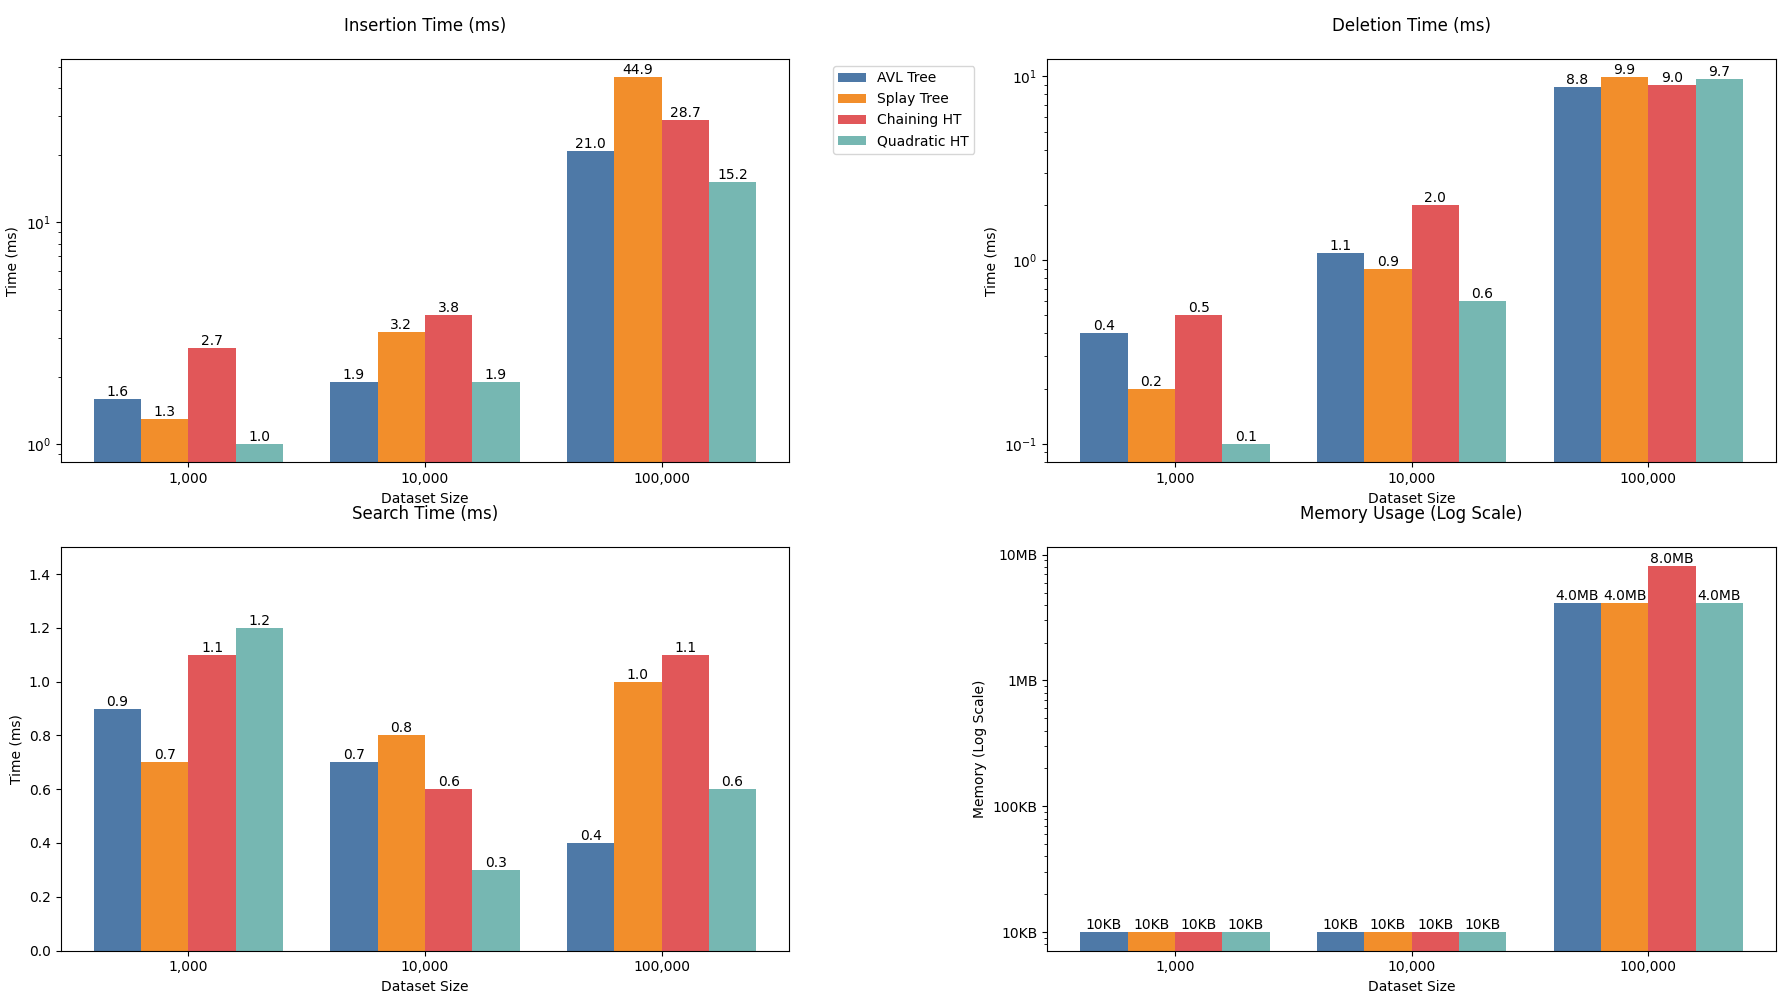 Insertion Time (ms)
Time (ms)
10¹
10⁰
1.6
1.3
2.7
1.0
1.9
3.2
3.8
1.9
21.0
44.9
28.7
15.2
1,000
10,000
100,000
Dataset Size
AVL Tree
Splay Tree
Chaining HT
Quadratic HT
Deletion Time (ms)
Time (ms)
10¹
10⁰
10⁻¹
0.4
0.2
0.5
0.1
1.1
0.9
2.0
0.6
8.8
9.9
9.0
9.7
1,000
10,000
100,000
Dataset Size
Search Time (ms)
Time (ms)
1.4
1.2
1.0
0.8
0.6
0.4
0.2
0.0
0.9
0.7
1.1
1.2
0.7
0.8
0.6
0.3
0.4
1.0
1.1
0.6
1,000
10,000
100,000
Dataset Size
Memory Usage (Log Scale)
Memory (Log Scale)
10MB
1MB
100KB
10KB
10KB
10KB
10KB
10KB
10KB
10KB
10KB
10KB
4.0MB
4.0MB
8.0MB
4.0MB
1,000
10,000
100,000
Dataset Size